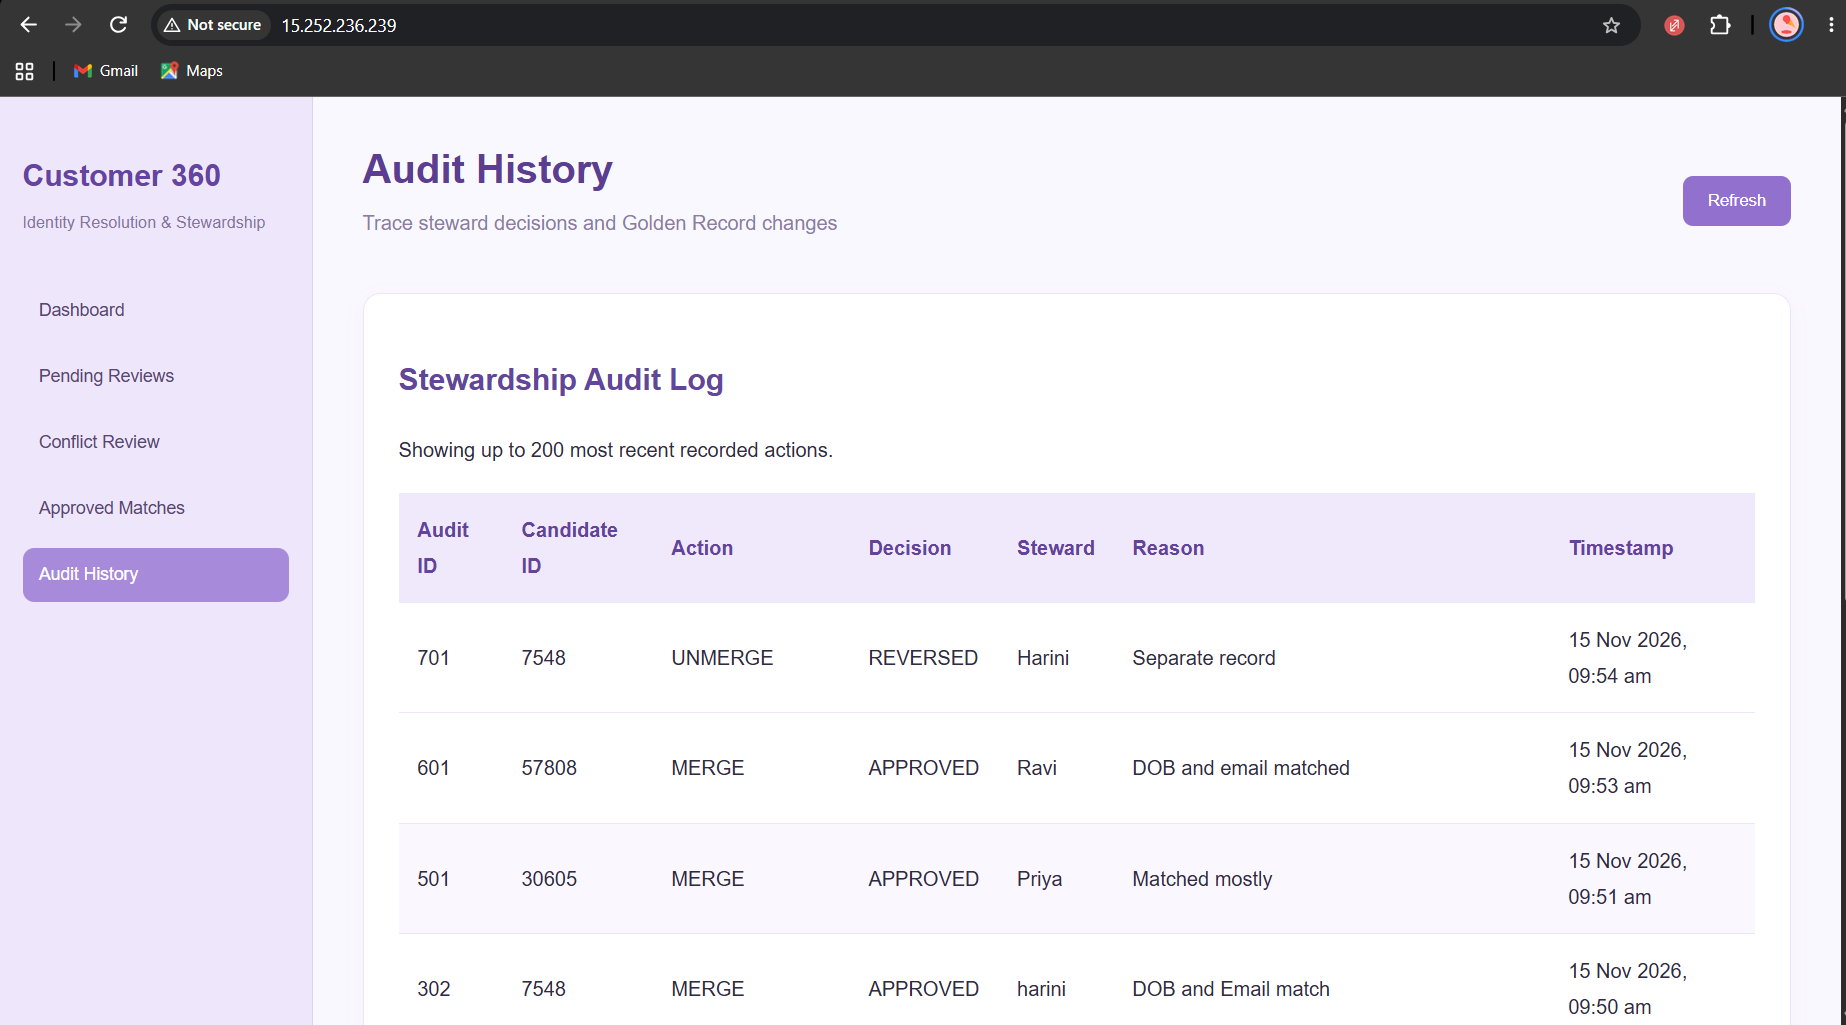 Not secure 15.252.236.239
Gmail Maps
Customer 360
Identity Resolution & Stewardship
Dashboard
Pending Reviews
Conflict Review
Approved Matches
Audit History
Audit History
Trace steward decisions and Golden Record changes
Refresh
Stewardship Audit Log
Showing up to 200 most recent recorded actions.
Audit ID Candidate ID Action Decision Steward Reason Timestamp
701 7548 UNMERGE REVERSED Harini Separate record 15 Nov 2026, 09:54 am
601 57808 MERGE APPROVED Ravi DOB and email matched 15 Nov 2026, 09:53 am
501 30605 MERGE APPROVED Priya Matched mostly 15 Nov 2026, 09:51 am
302 7548 MERGE APPROVED harini DOB and Email match 15 Nov 2026, 09:50 am